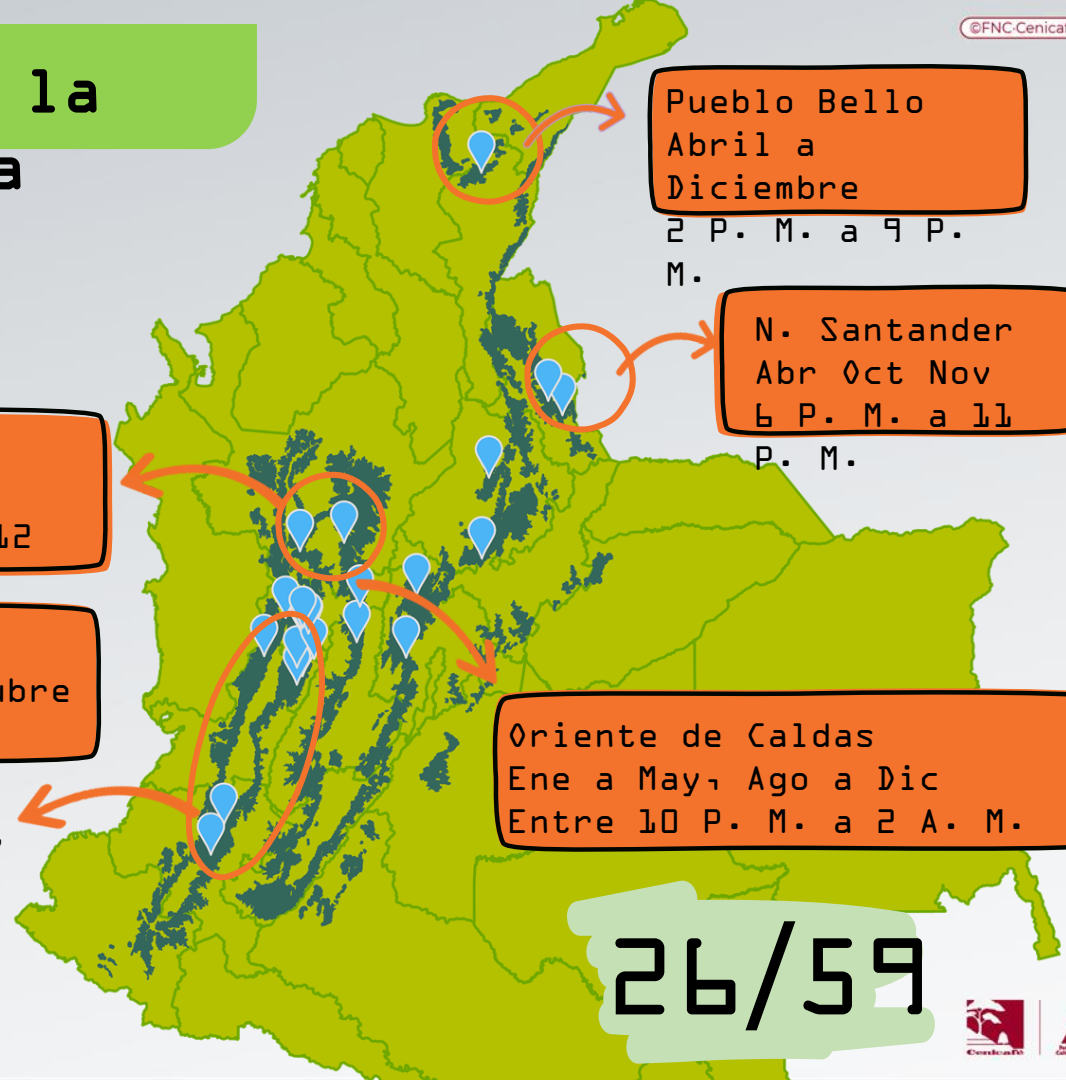 la
a
©FNC-Cenicaf
Pueblo Bello
Abril a
Diciembre
2 P. M. a 9 P.
M.
N. Santander
Abr Oct Nov
6 P. M. a 11
P. M.
12
ubre
Oriente de Caldas
Ene a May, Ago a Dic
Entre 10 P. M. a 2 A. M.
26/59
Cenicafé